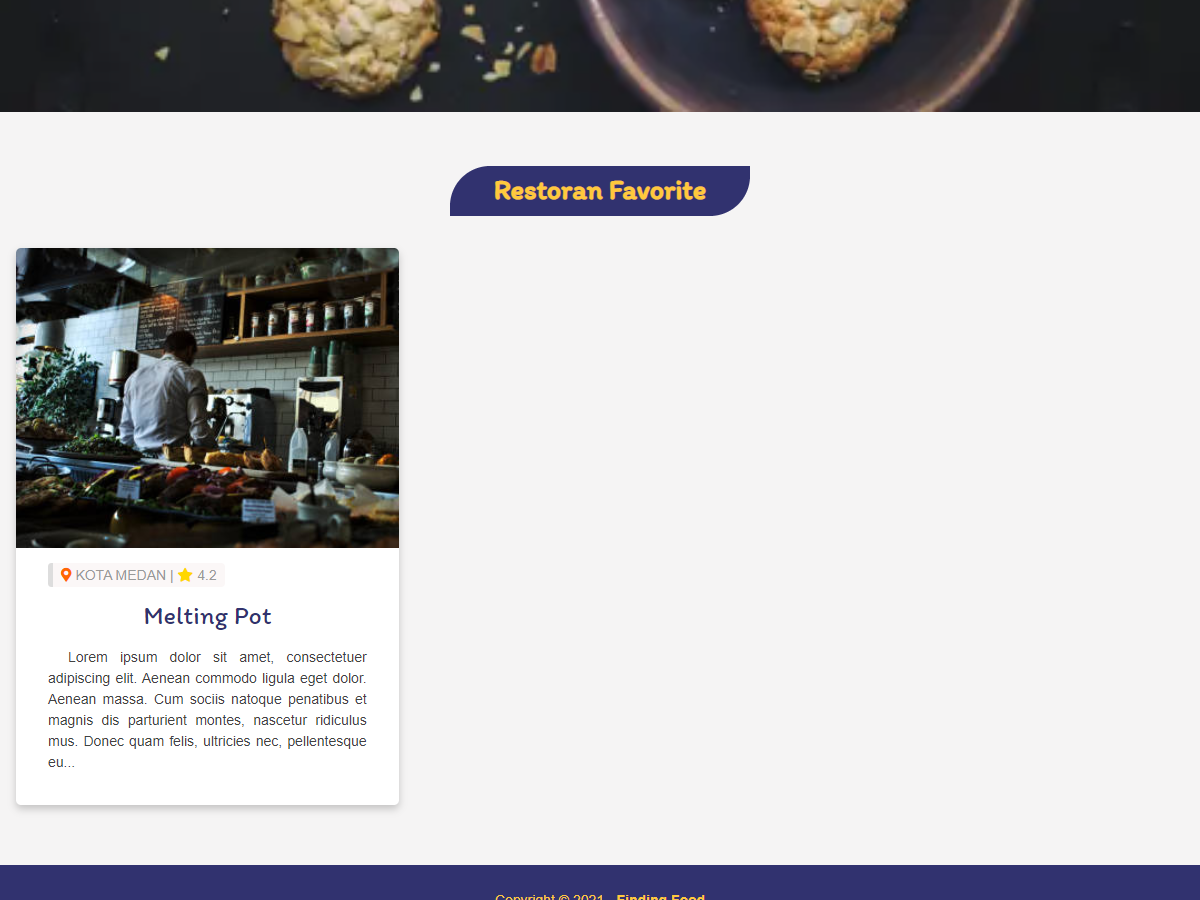 Restoran Favorite
KOTA MEDAN | 4.2
Melting Pot
Lorem ipsum dolor sit amet, consectetuer
adipiscing elit. Aenean commodo ligula eget dolor.
Aenean massa. Cum sociis natoque penatibus et
magnis dis parturient montes, nascetur ridiculus
mus. Donec quam felis, ultricies nec, pellentesque
eu...
Copyright © 2021 - Finding Food